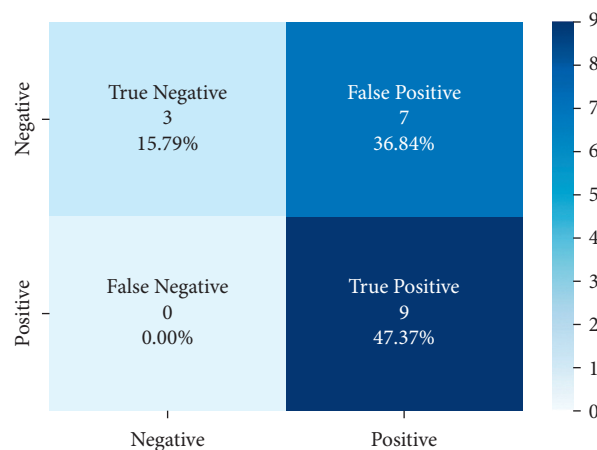 Negative
True Negative
3
15.79%
False Positive
7
36.84%
Positive
False Negative
0
0.00%
True Positive
9
47.37%
Negative
Positive
9
8
7
6
5
4
3
2
1
0